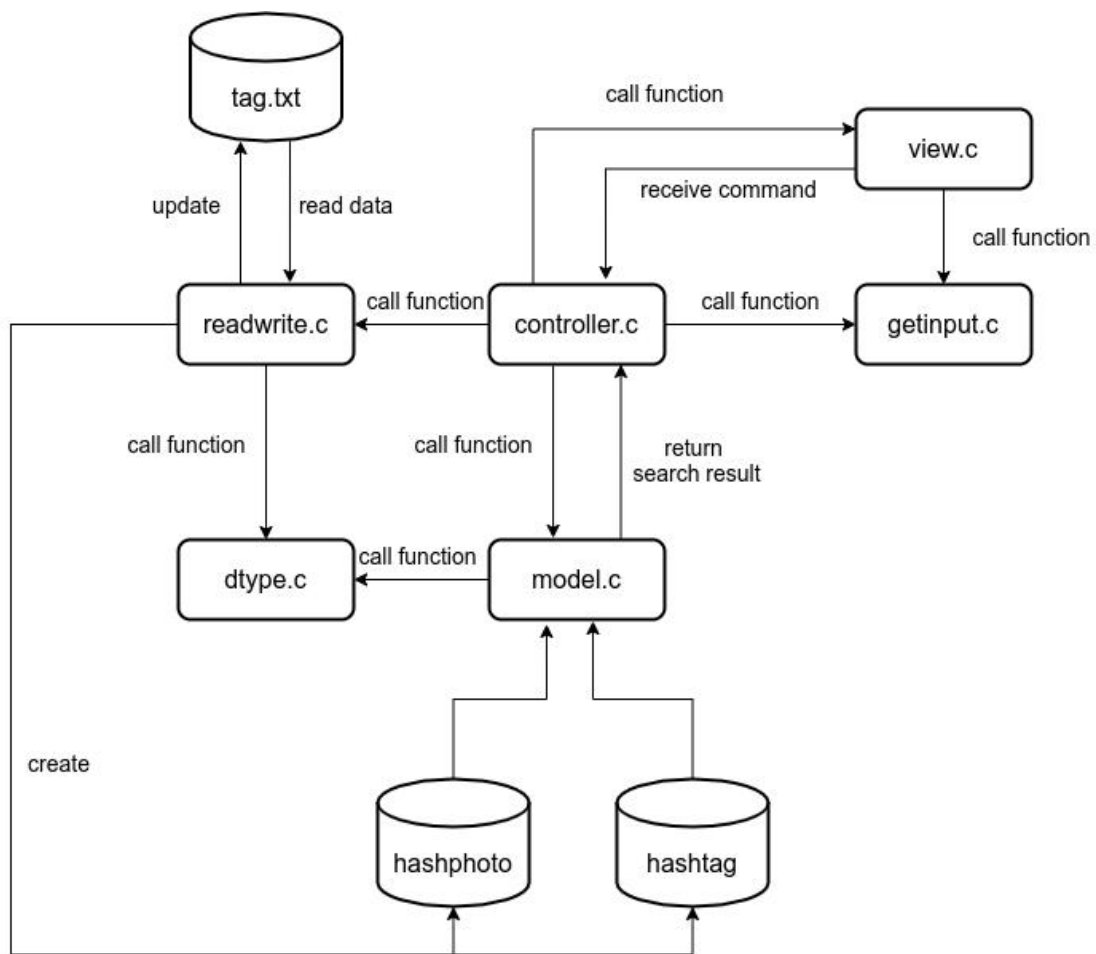 tag.txt
call function
view.c
receive command
update
read data
call function
readwrite.c
call function
controller.c
call function
getinput.c
call function
call function
return
search result
dtype.c
call function
model.c
create
hashphoto
hashtag